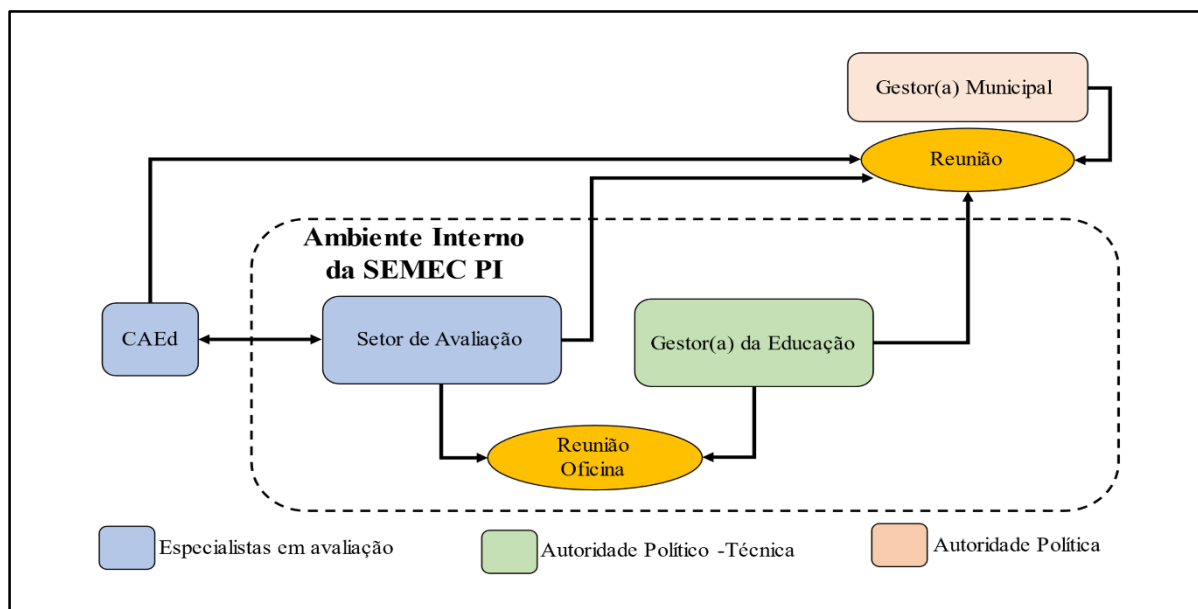 Gestor(a) Municipal
Reunião
Ambiente Interno
da SEMEC PI
CAEd
Setor de Avaliação
Gestor(a) da Educação
Reunião
Oficina
Especialistas em avaliação
Autoridade Político -Técnica
Autoridade Política